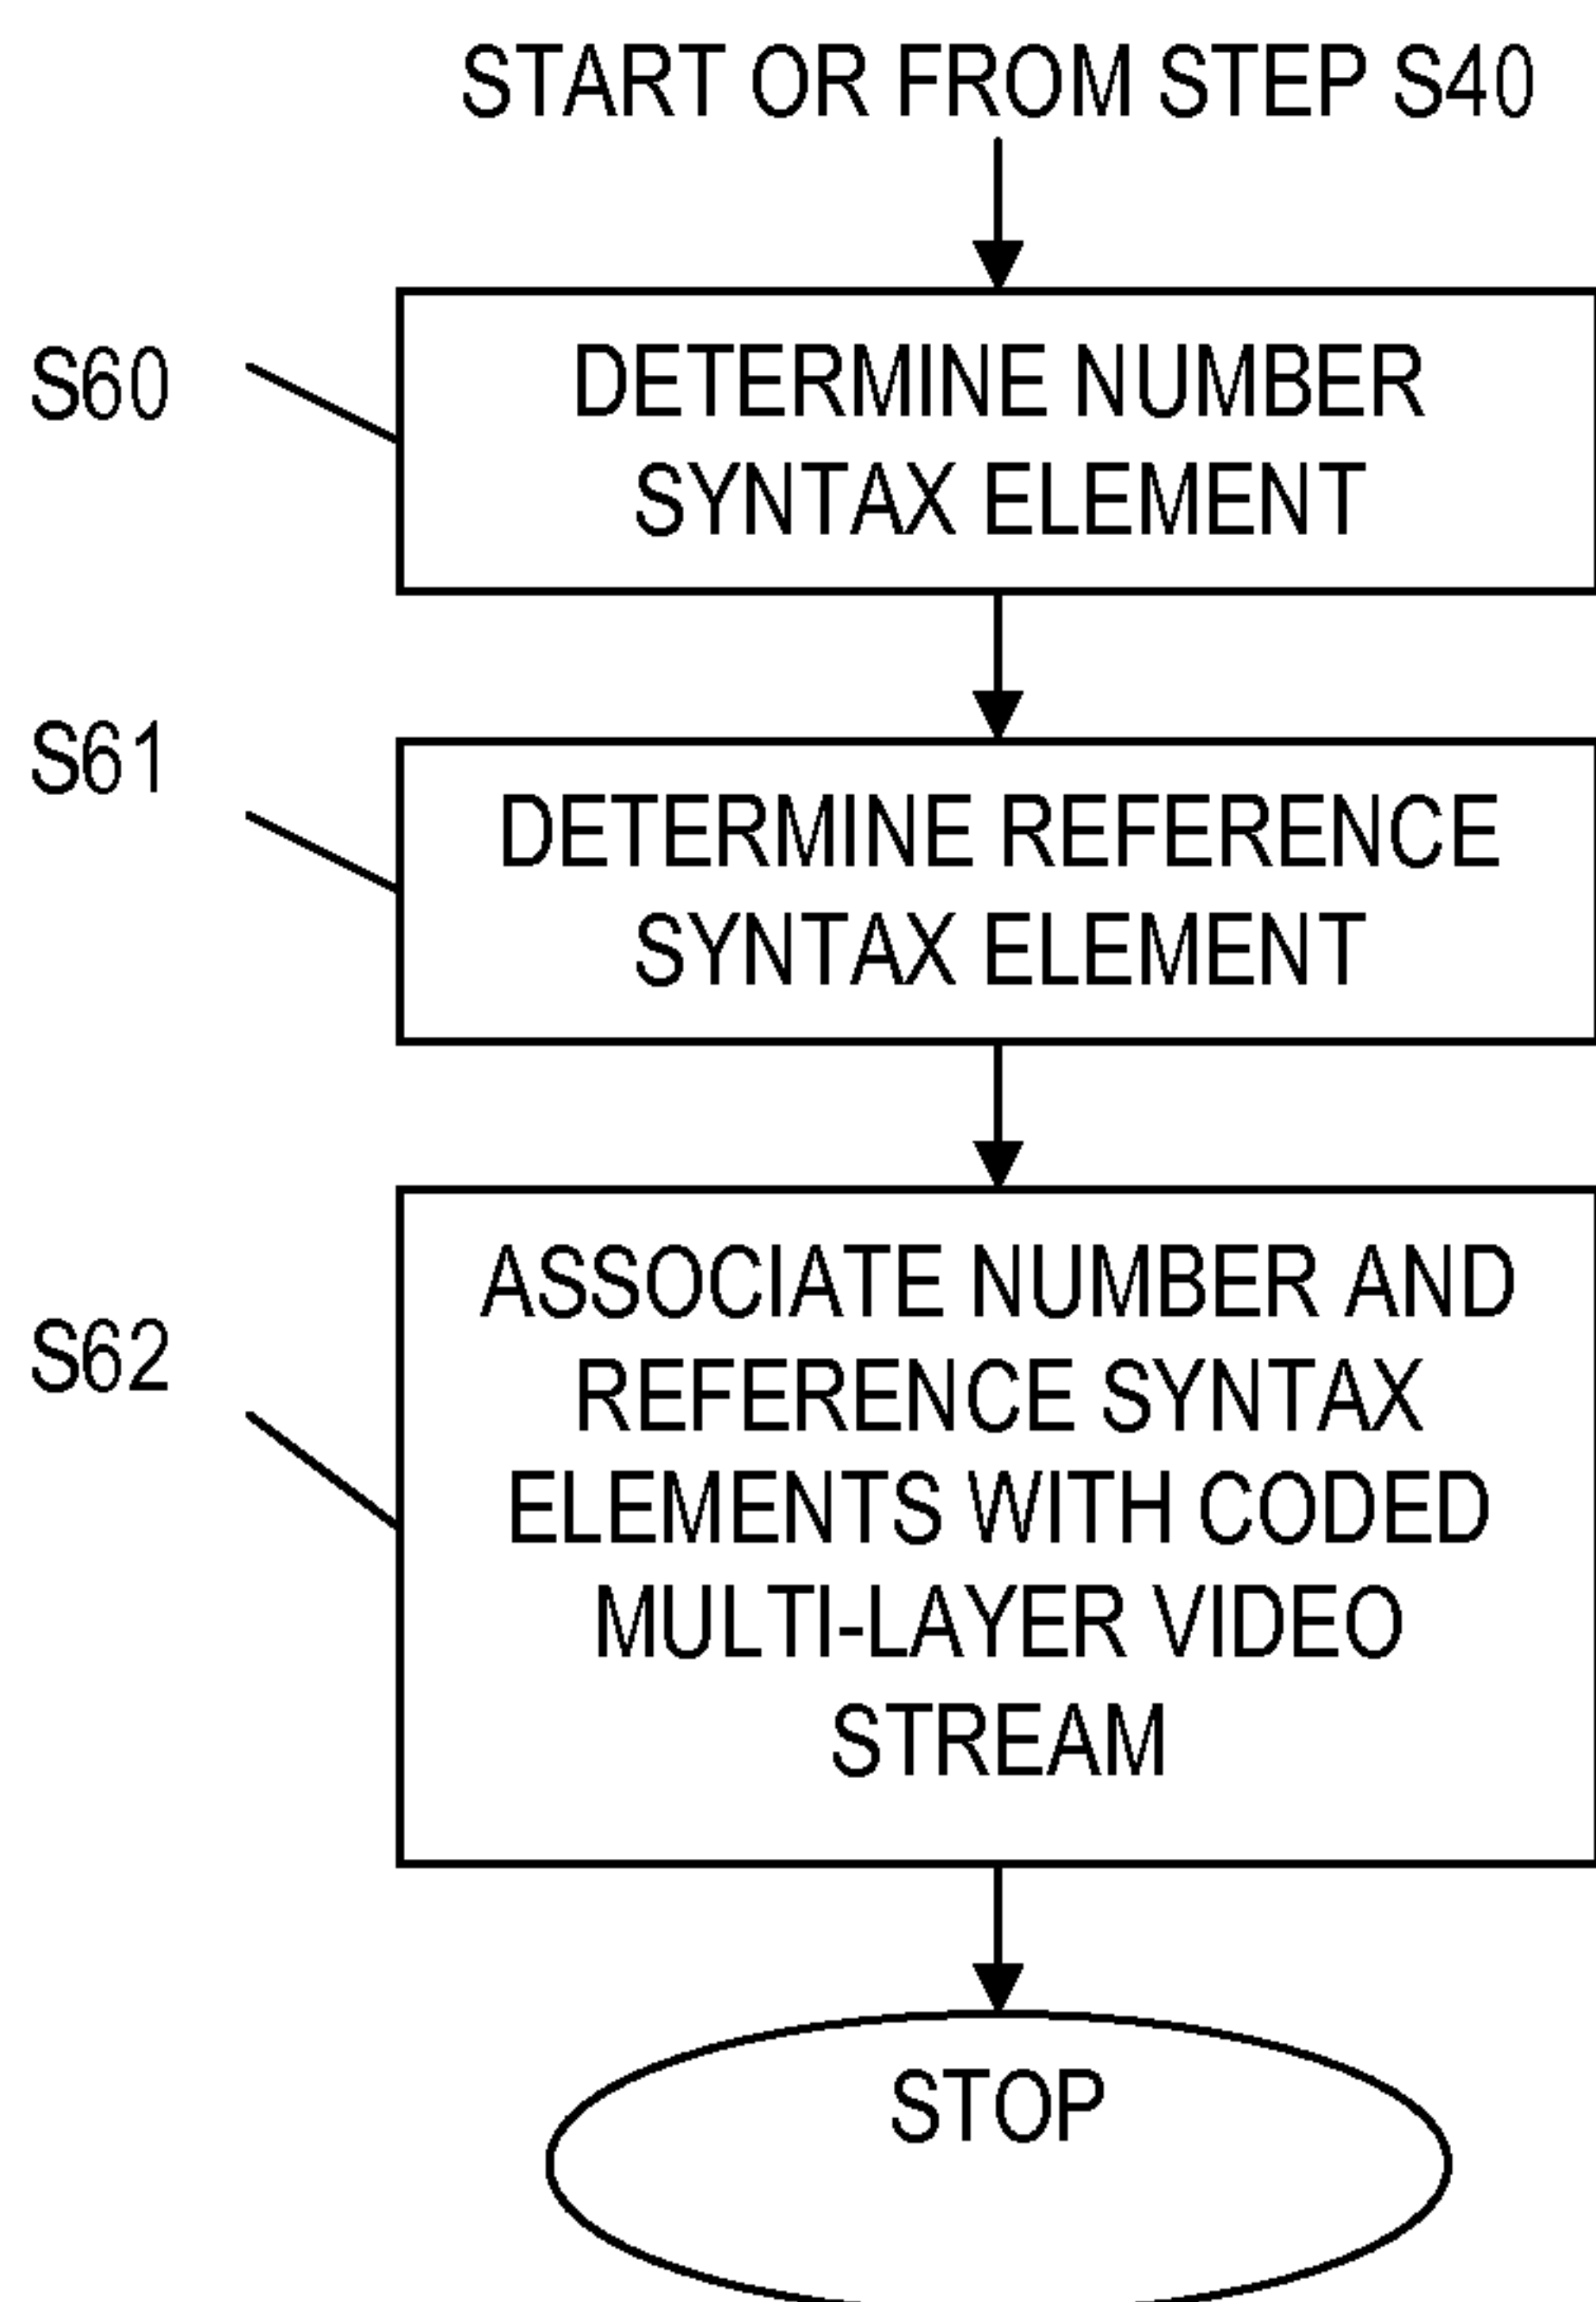 START OR FROM STEP S40
S60
DETERMINE NUMBER
SYNTAX ELEMENT
S61
DETERMINE REFERENCE
SYNTAX ELEMENT
S62
ASSOCIATE NUMBER AND
REFERENCE SYNTAX
ELEMENTS WITH CODED
MULTI-LAYER VIDEO
STREAM
STOP